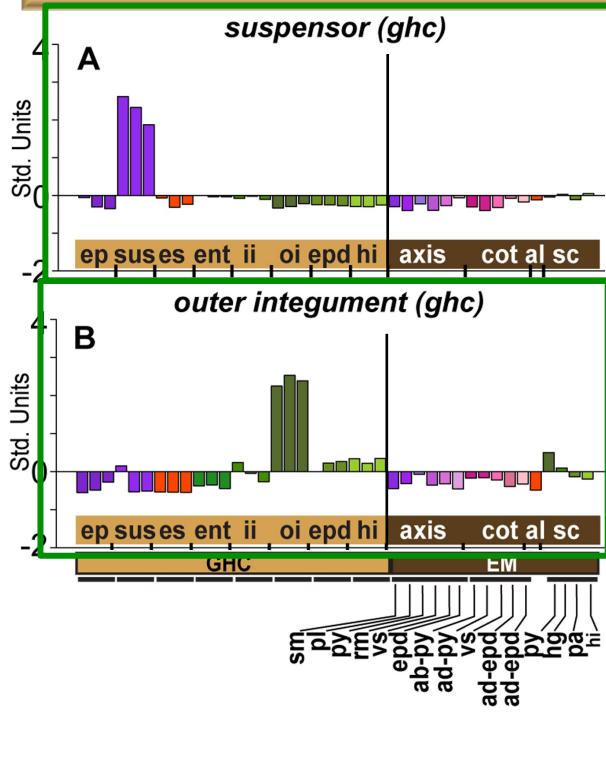 suspensor (ghc)
4
A
Std. Units
0
ep sus es ent ii oi epd hi axis cot al sc
-2
outer integument (ghc)
4
B
Std. Units
0
ep sus es ent ii oi epd hi axis cot al sc
-2
GHC EM
sm pl py rm vs epd ab-py ad-py vs ad-epd ad-epd py hg pa hi